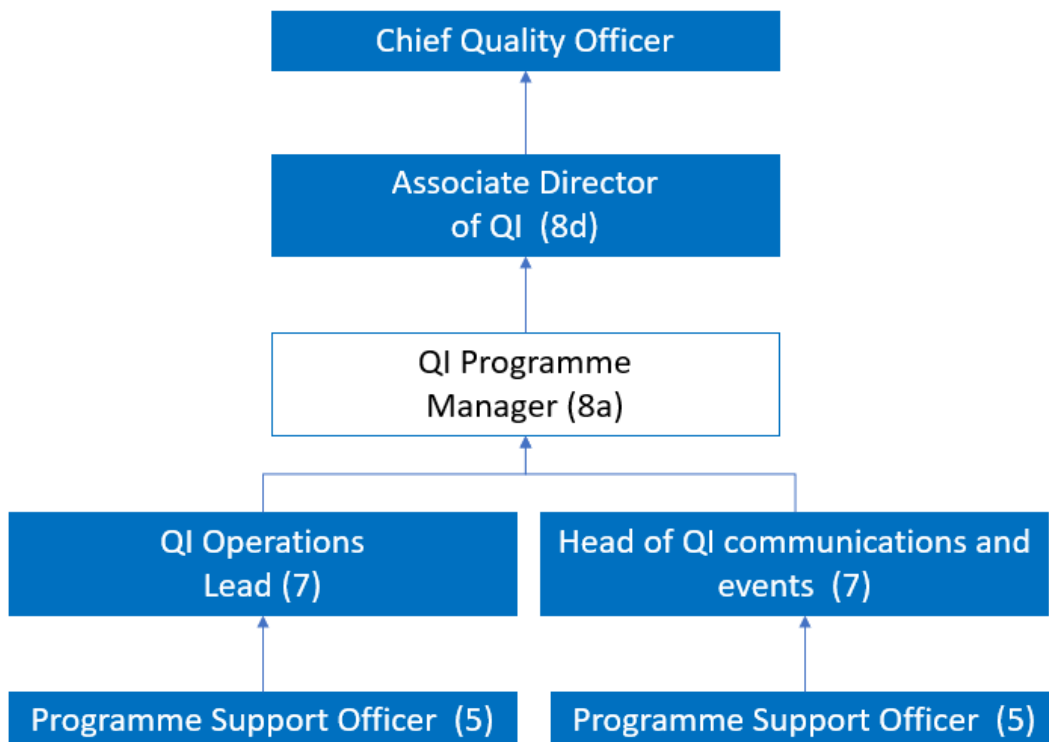 Chief Quality Officer
Associate Director
of QI (8d)
QI Programme
Manager (8a)
QI Operations
Lead (7)
Head of QI communications and
events (7)
Programme Support Officer (5)
Programme Support Officer (5)